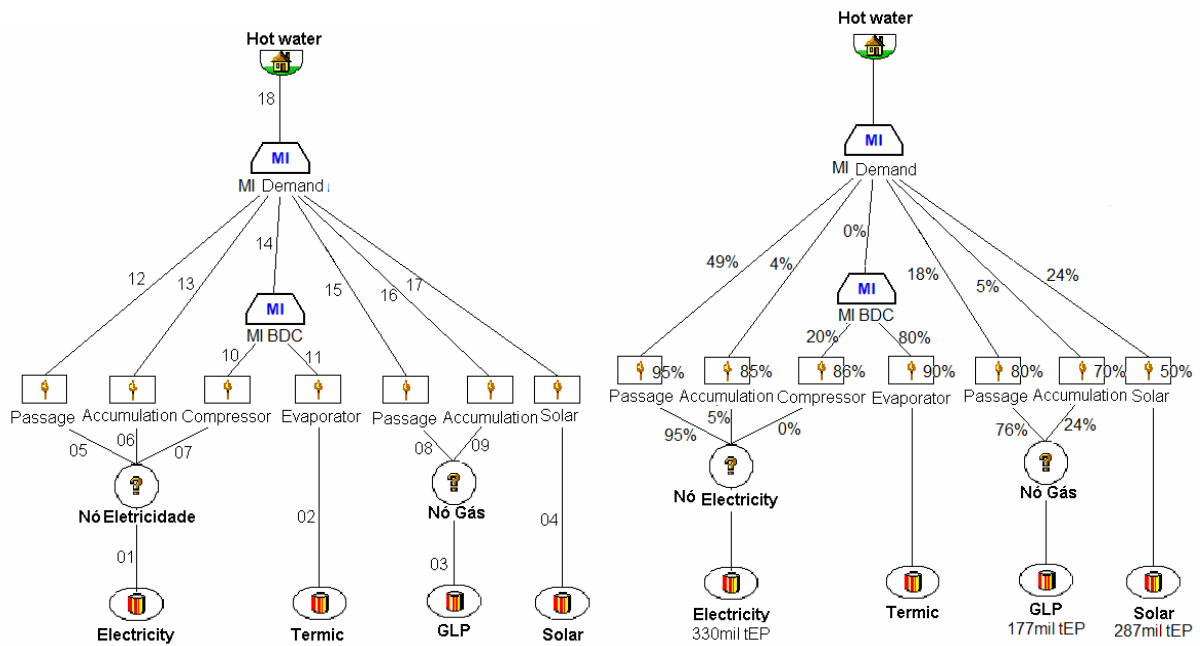 Hot water
18
MI
MI Demand
12
13
14
15
16
17
MI
MI BDC
10
11
Passage
Accumulation
Compressor
Evaporator
Passage
Accumulation
Solar
05
06
07
08
09
?
?
Nó Eletricidade
Nó Gás
01
02
03
04
Electricity
Termic
GLP
Solar
Hot water
MI
MI Demand
49%
4%
0%
18%
5%
24%
MI
MI BDC
20%
80%
95%
85%
86%
90%
80%
70%
50%
Passage
Accumulation
Compressor
Evaporator
Passage
Accumulation
Solar
95%
5%
0%
76%
24%
?
?
Nó Electricity
Nó Gás
Electricity
330mil tEP
Termic
GLP
177mil tEP
Solar
287mil tEP